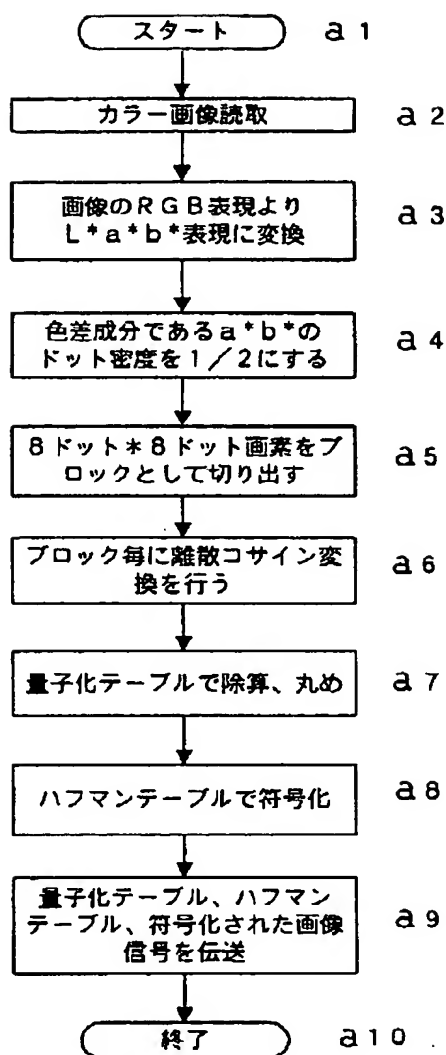 スタート a1
カラー画像読取 a2
画像のRGB表現より
L*a*b*表現に変換 a3
色差成分であるa*b*の
ドット密度を1/2にする a4
8ドット*8ドット画素をブ
ロックとして切り出す a5
ブロック毎に離散コサイン変
換を行う a6
量子化テーブルで除算、丸め a7
ハフマンテーブルで符号化 a8
量子化テーブル、ハフマン
テーブル、符号化された画像
信号を伝送 a9
終了 a10